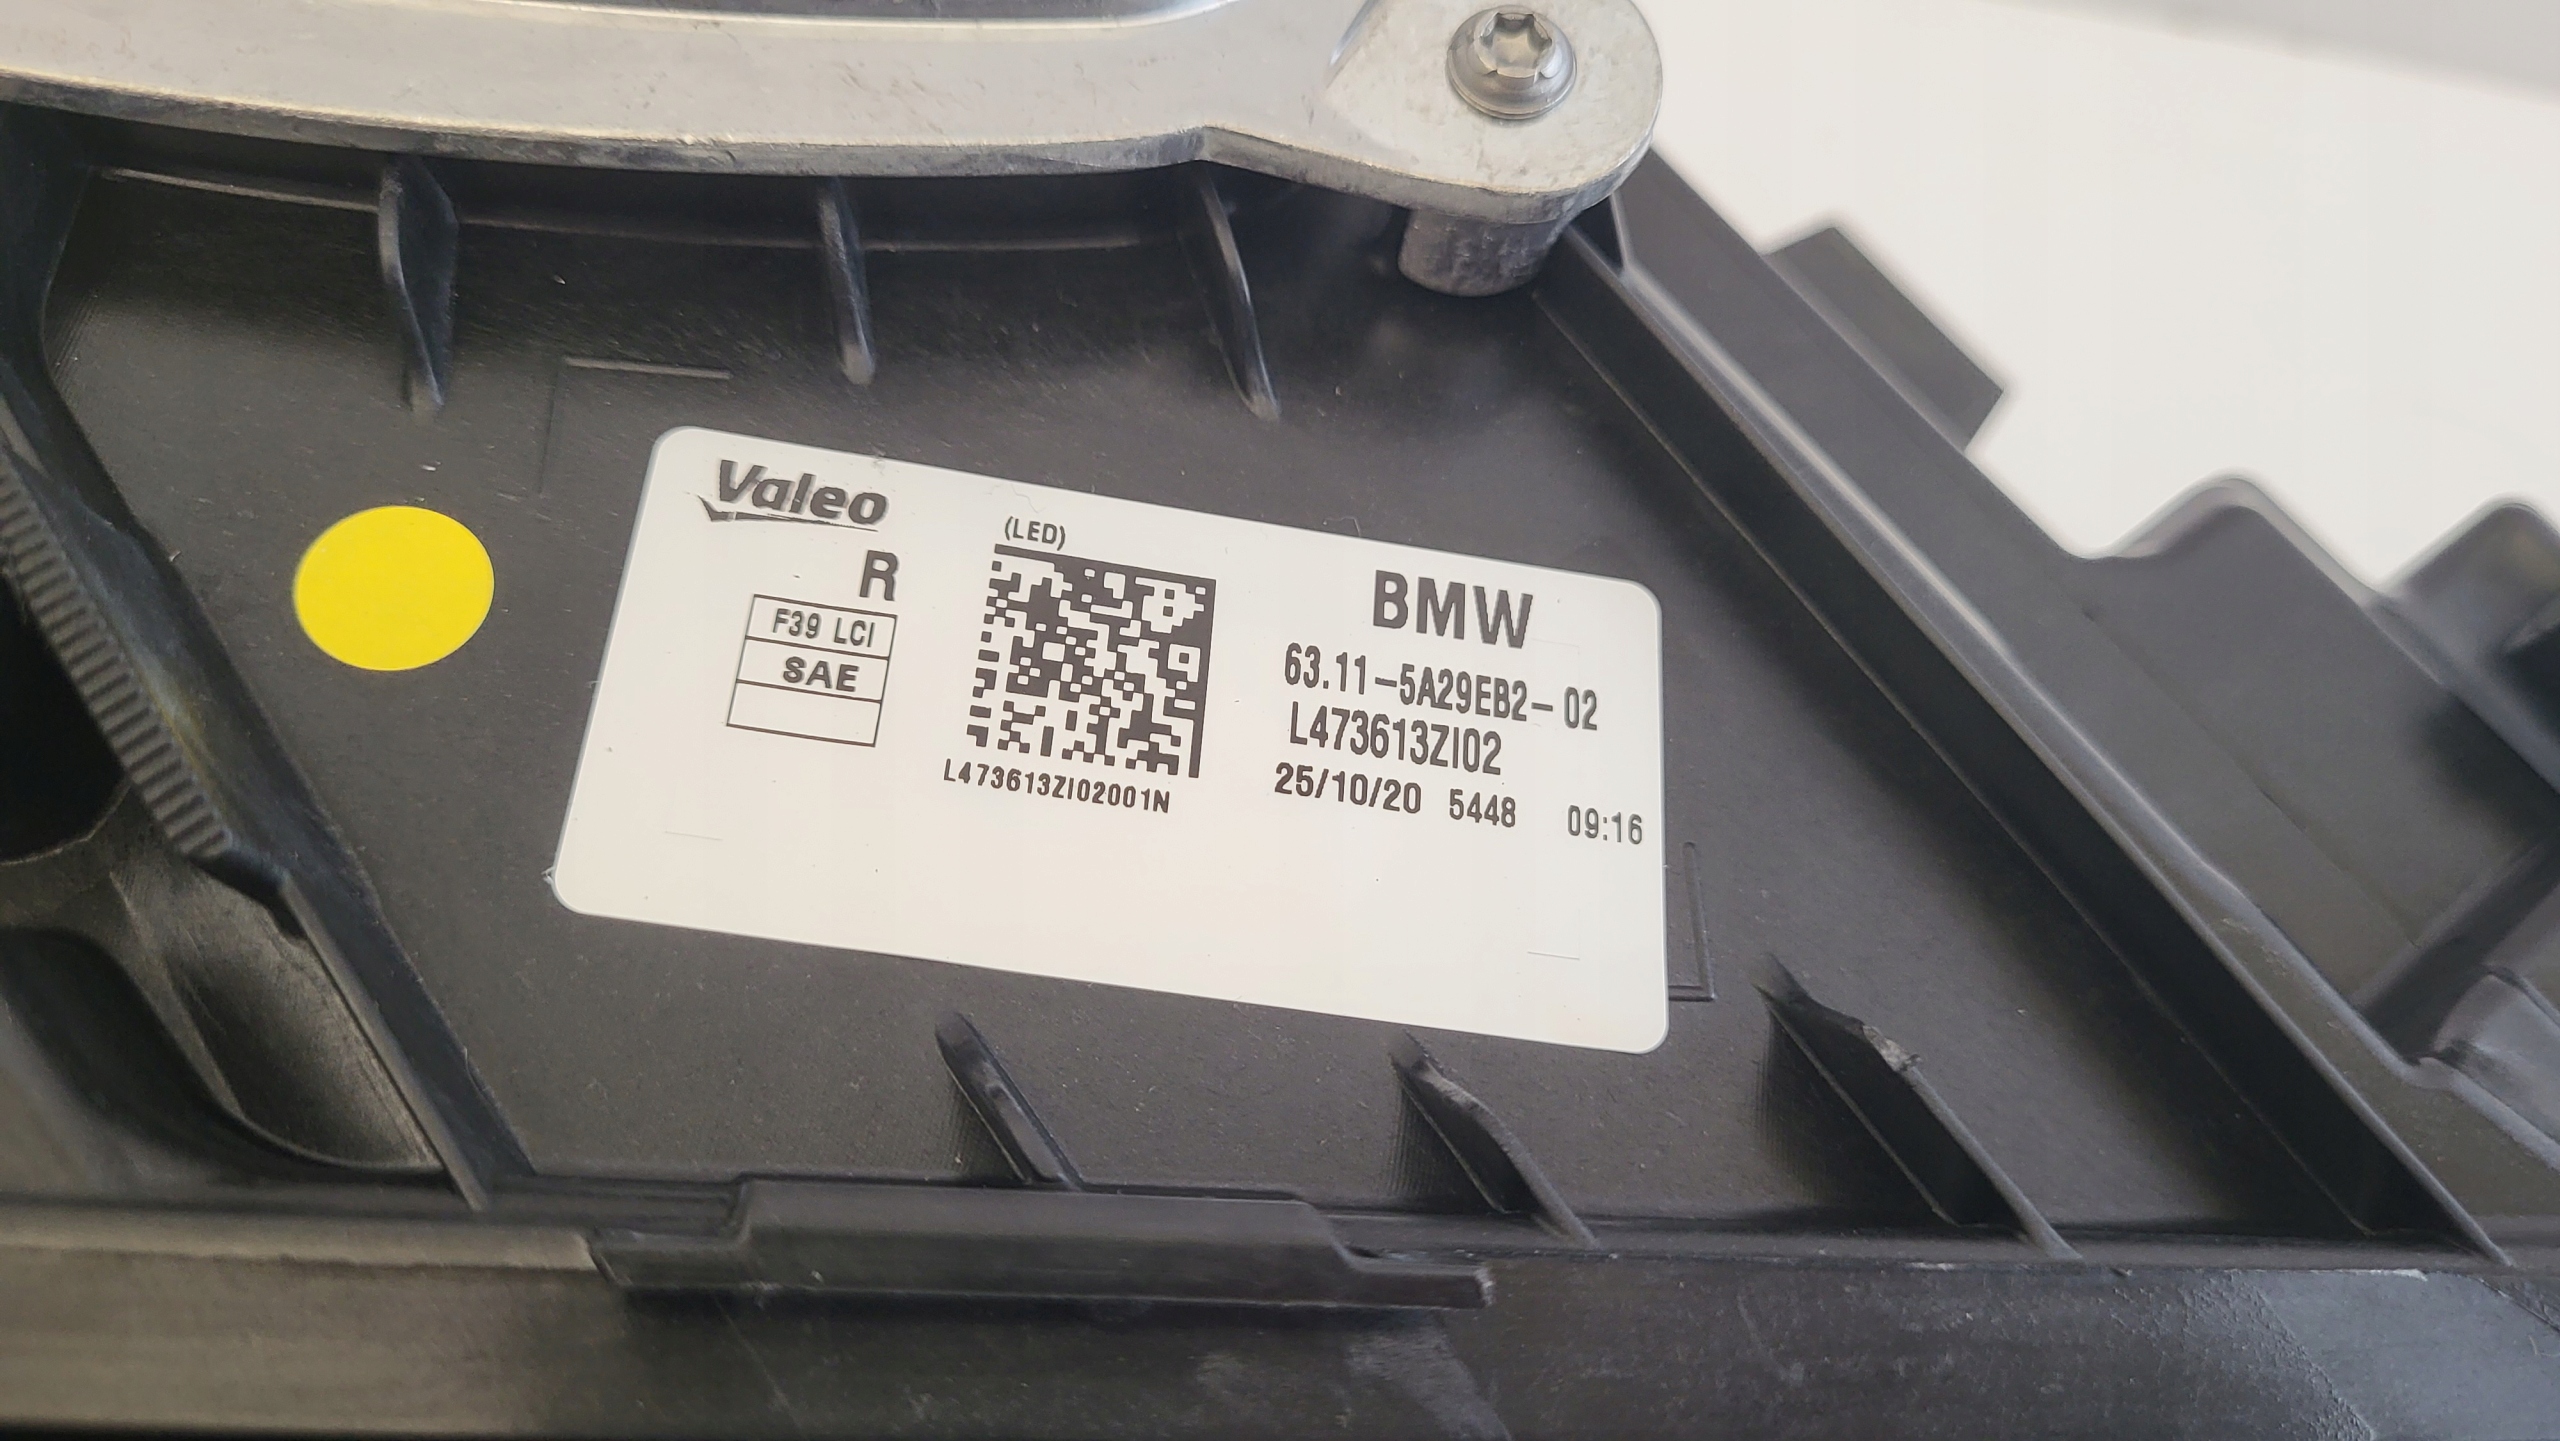 Valeo
R
F39 LCI
SAE
(LED)
L473613ZI02001N
BMW
63.11-5A29EB2-02
L473613ZI02
25/10/20 5448 09:16